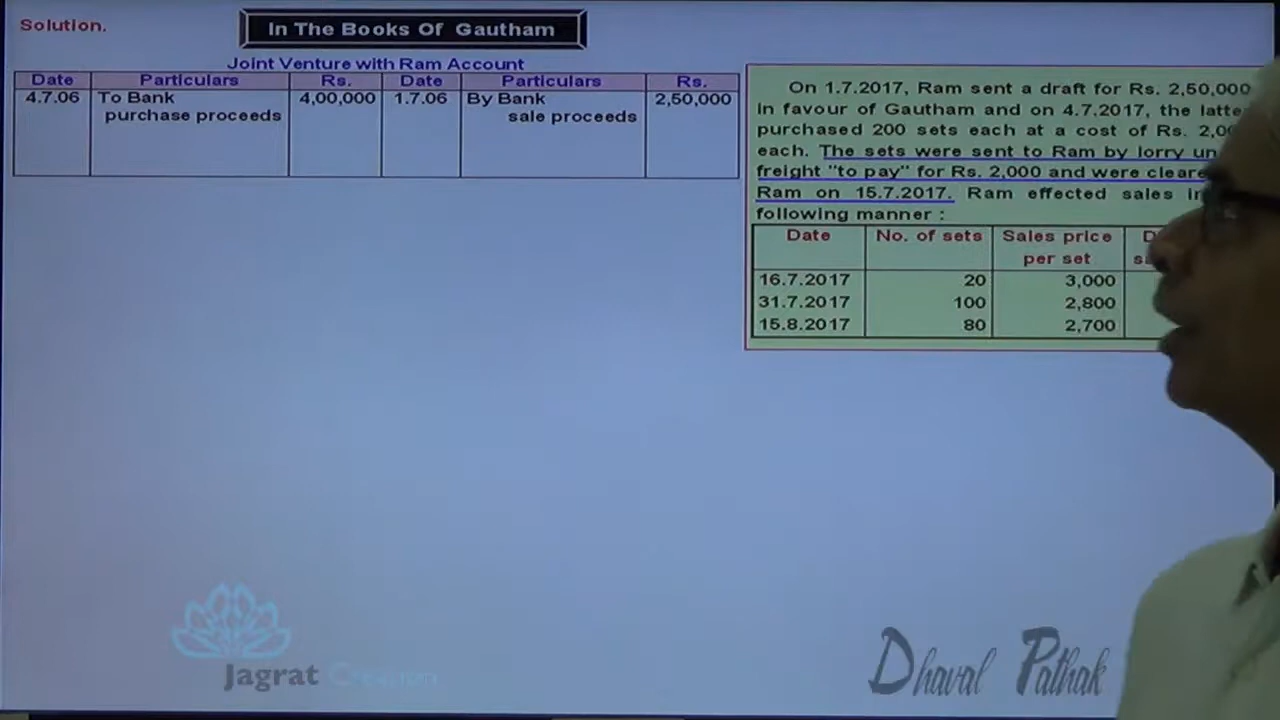 Solution.
In The Books Of Gautham
Joint Venture with Ram Account
Date Particulars Rs. Date Particulars Rs.
4.7.06 To Bank 4,00,000 1.7.06 By Bank 2,50,000
purchase proceeds sale proceeds
On 1.7.2017, Ram sent a draft for Rs. 2,50,000
In favour of Gautham and on 4.7.2017, the
purchased 200 sets each at a cost of Rs.
each. The sets were sent to Ram by lorry
freight "to pay" for Rs. 2,000 and were
Ram on 15.7.2017. Ram effected sales
following manner :
Date No. of sets Sales price
per set
16.7.2017 20 3,000
31.7.2017 100 2,800
15.8.2017 80 2,700
Jagrat Creation
Dhaval Pathak